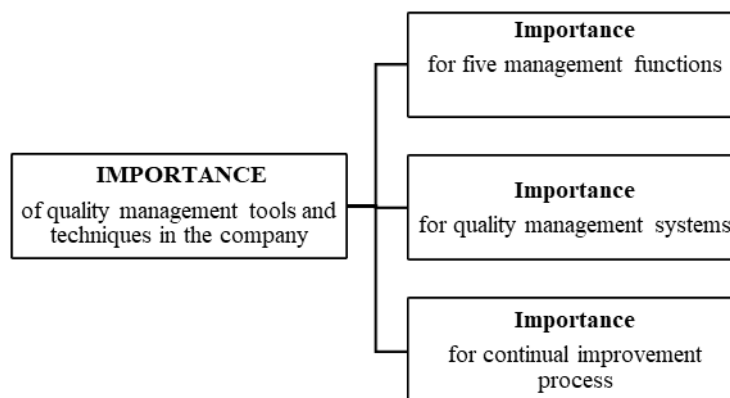 Importance
for five management functions
IMPORTANCE
of quality management tools and
techniques in the company
Importance
for quality management systems
Importance
for continual improvement
process